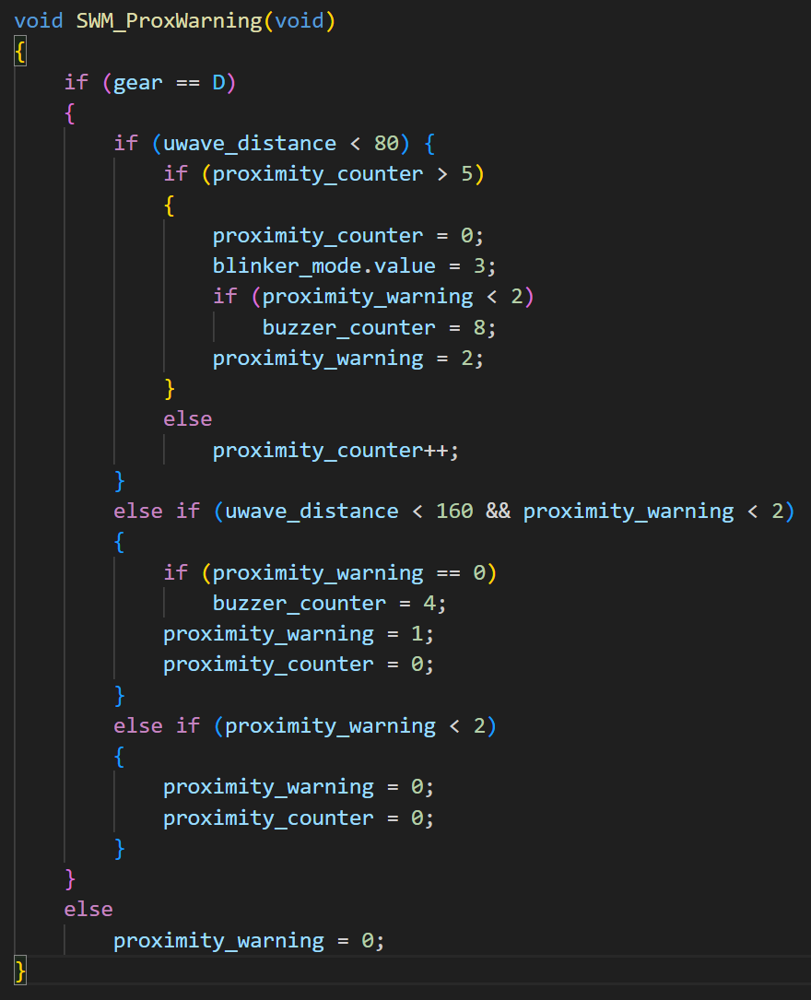 void SWM_ProxWarning(void)
{
    if (gear == D)
    {
        if (uwave_distance < 80) {
            if (proximity_counter > 5)
            {
                proximity_counter = 0;
                blinker_mode.value = 3;
                if (proximity_warning < 2)
                    buzzer_counter = 8;
                proximity_warning = 2;
            }
            else
                proximity_counter++;
        }
        else if (uwave_distance < 160 && proximity_warning < 2)
        {
            if (proximity_warning == 0)
                buzzer_counter = 4;
            proximity_warning = 1;
            proximity_counter = 0;
        }
        else if (proximity_warning < 2)
        {
            proximity_warning = 0;
            proximity_counter = 0;
        }
    }
    else
        proximity_warning = 0;
}